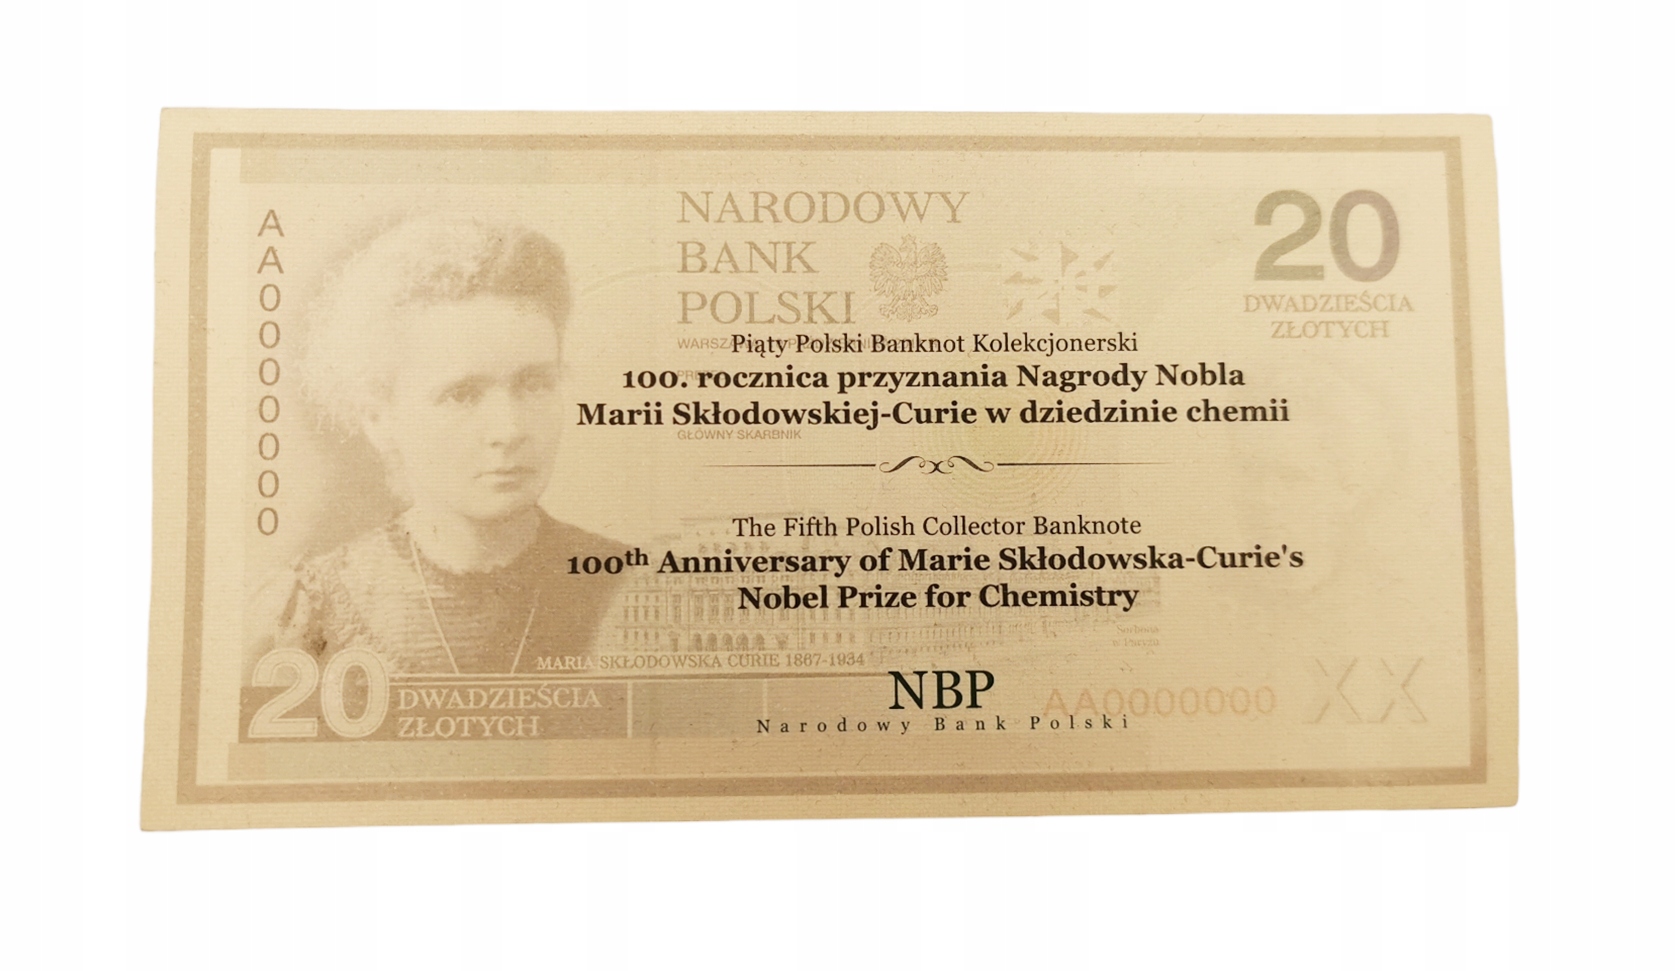 A
A
0
0
0
0
0
0
0
NARODOWY
BANK
POLSKI
20
DWADZIEŚCIA
ZŁOTYCH
Piąty Polski Banknot Kolekcjonerski
100. rocznica przyznania Nagrody Nobla
Marii Skłodowskiej-Curie w dziedzinie chemii
GŁÓWNY SKARBNIK
The Fifth Polish Collector Banknote
100th Anniversary of Marie Skłodowska-Curie's
Nobel Prize for Chemistry
Sorbona
w Paryżu
MARIA SKŁODOWSKA CURIE 1867-1934
20 DWADZIEŚCIA
ZŁOTYCH
NBP
Narodowy Bank Polski
AA0000000
XX